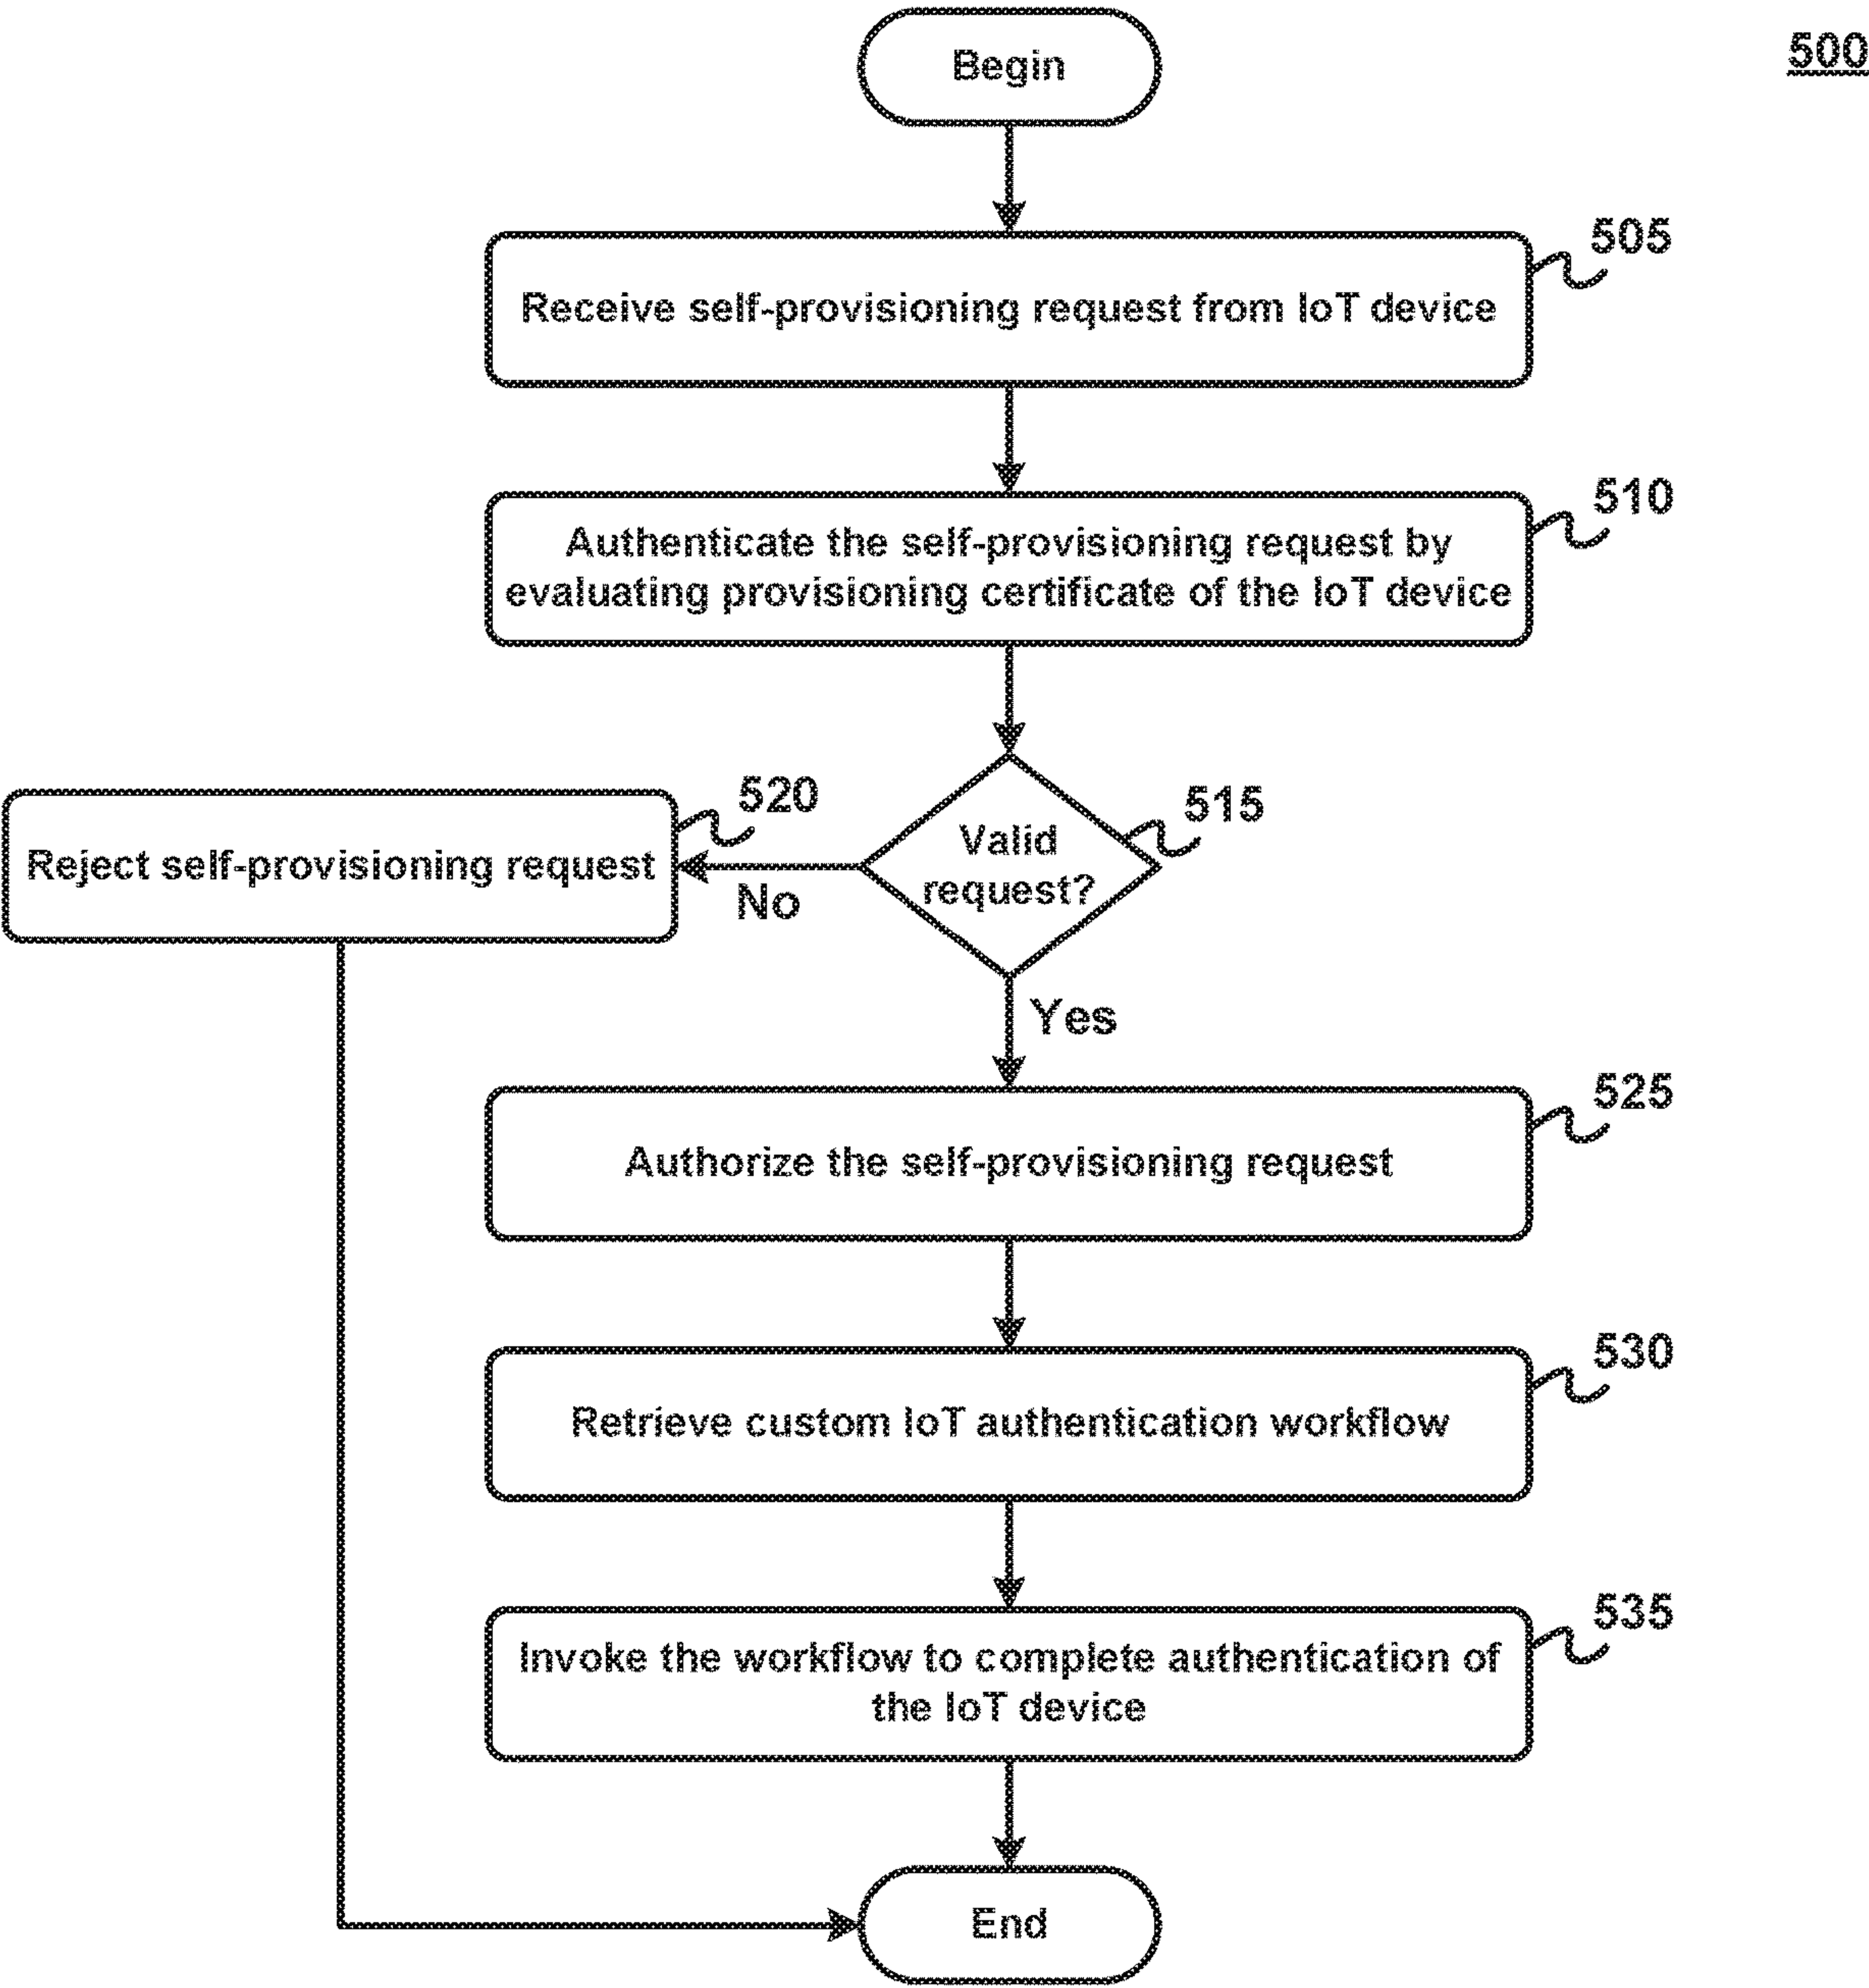 500
Begin
505
Receive self-provisioning request from IoT device
510
Authenticate the self-provisioning request by
evaluating provisioning certificate of the IoT device
515
Valid
request?
520
Reject self-provisioning request
No
Yes
525
Authorize the self-provisioning request
530
Retrieve custom IoT authentication workflow
535
Invoke the workflow to complete authentication of
the IoT device
End